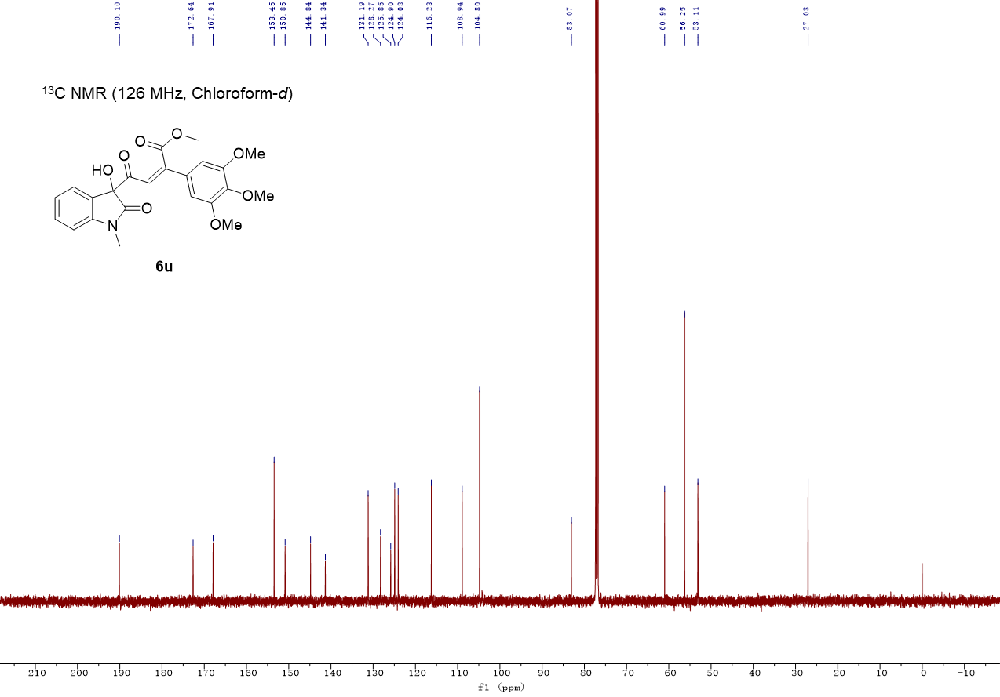 190.10 172.64 167.91 153.45 150.85 144.84 141.34 131.19 128.27 125.85 124.90 124.08 116.23 108.94 104.80 83.07 60.99 56.25 53.11 27.03
¹³C NMR (126 MHz, Chloroform-d)
O
O
O
OMe
HO
OMe
O
OMe
N
6u
210 200 190 180 170 160 150 140 130 120 110 100 90 80 70 60 50 40 30 20 10 0 −10
f1 (ppm)